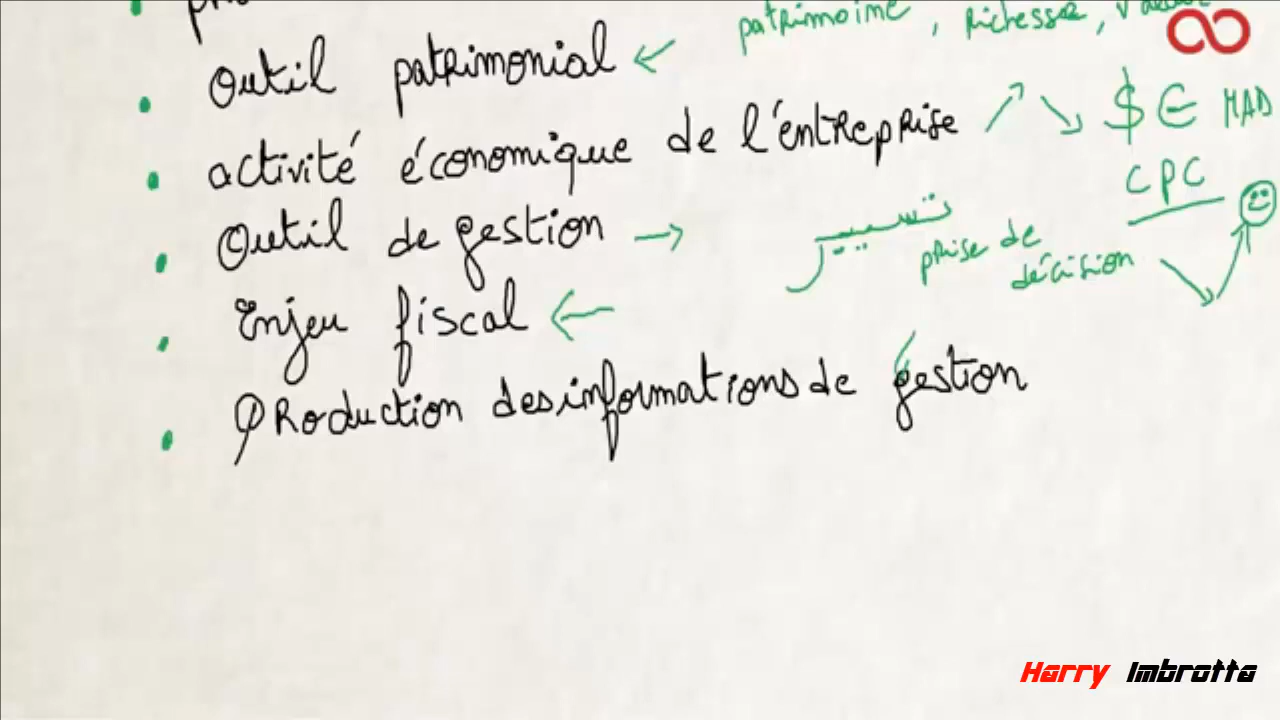 patrimoine, Richesse,
Outil patrimonial
activité économique de l'entreprise $ € MAD
CPC
Outil de gestion تسيير
prise de
décision
Enjeu fiscal
Production des informations de gestion
Harry Imbrotta